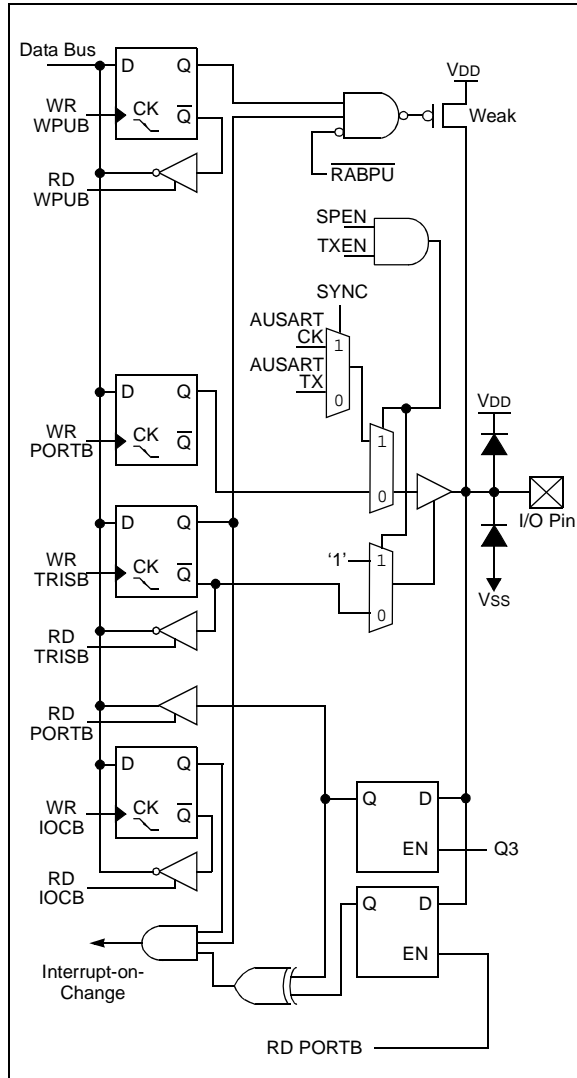 Data Bus
D Q
WR
WPUB
CK Q
RD
WPUB
VDD
Weak
RABPU
SPEN
TXEN
SYNC
AUSART
CK
1
AUSART
TX
0
D Q
WR
PORTB
CK Q
1
0
VDD
I/O Pin
D Q
WR
TRISB
CK Q
'1'
1
0
VSS
RD
TRISB
RD
PORTB
D Q
WR
IOCB
CK Q
RD
IOCB
Q D
EN
Q3
Q D
EN
Interrupt-on-
Change
RD PORTB